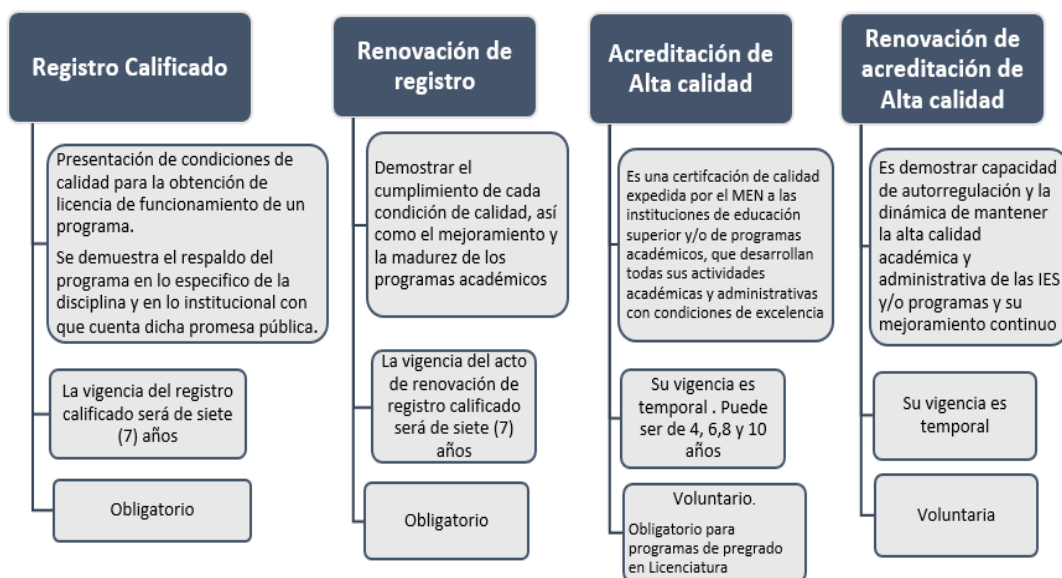 Registro Calificado
Presentación de condiciones de
calidad para la obtención de
licencia de funcionamiento de un
programa.
Se demuestra el respaldo del
programa en lo especifico de la
disciplina y en lo institucional con
que cuenta dicha promesa pública.
La vigencia del registro
calificado será de siete
(7) años
Obligatorio
Renovación de
registro
Demostrar el
cumplimiento de cada
condición de calidad, así
como el mejoramiento y
la madurez de los
programas académicos
La vigencia del acto
de renovación de
registro calificado
será de siete (7)
años
Obligatorio
Acreditación de
Alta calidad
Es una certifcación de calidad
expedida por el MEN a las
instituciones de educación
superior y/o de programas
académicos, que desarrollan
todas sus actividades
académicas y administrativas
con condiciones de excelencia
Su vigencia es
temporal . Puede
ser de 4, 6,8 y 10
años
Voluntario.
Obligatorio para
programas de pregrado
en Licenciatura
Renovación de
acreditación de
Alta calidad
Es demostrar capacidad
de autorregulación y la
dinámica de mantener
la alta calidad
académica y
administrativa de las IES
y/o programas y su
mejoramiento continuo
Su vigencia es
temporal
Voluntaria